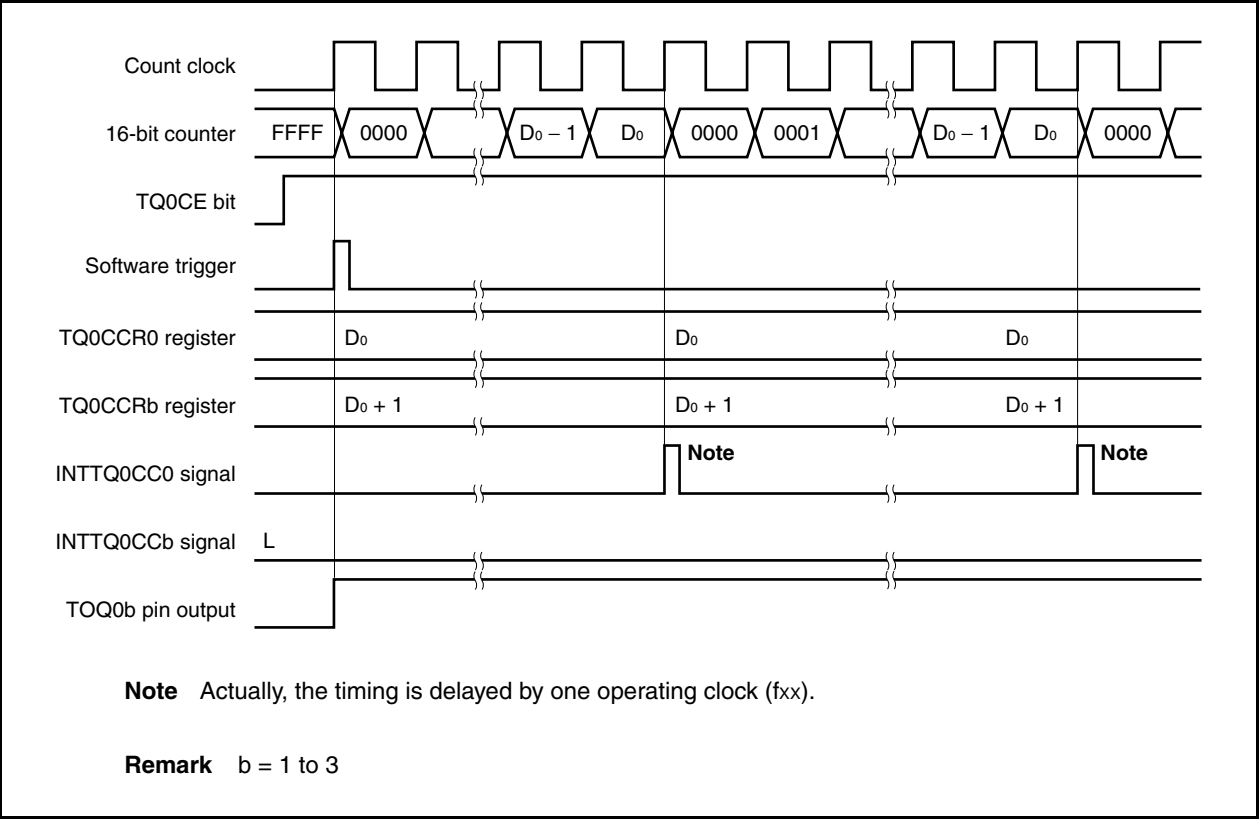 Count clock
16-bit counter FFFF 0000 D0 − 1 D0 0000 0001 D0 − 1 D0 0000
TQ0CE bit
Software trigger
TQ0CCR0 register D0 D0 D0
TQ0CCRb register D0 + 1 D0 + 1 D0 + 1
INTTQ0CC0 signal Note Note
INTTQ0CCb signal L
TOQ0b pin output
Note Actually, the timing is delayed by one operating clock (fxx).
Remark b = 1 to 3